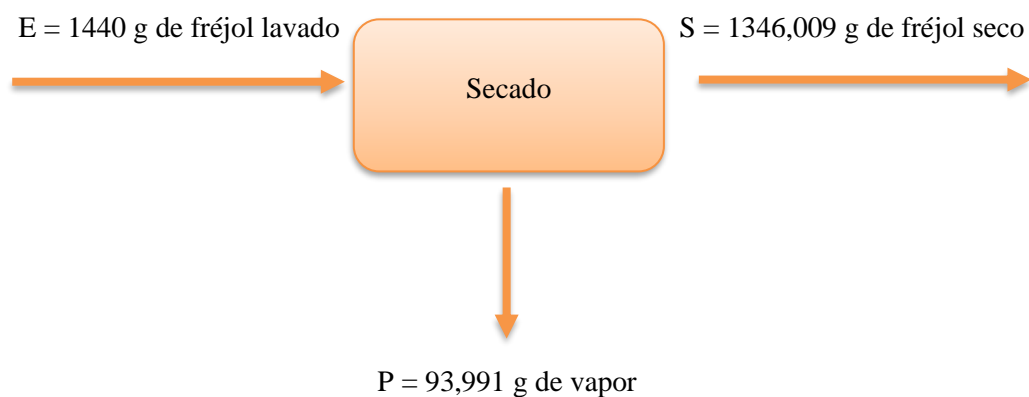 E = 1440 g de fréjol lavado
S = 1346,009 g de fréjol seco
Secado
P = 93,991 g de vapor